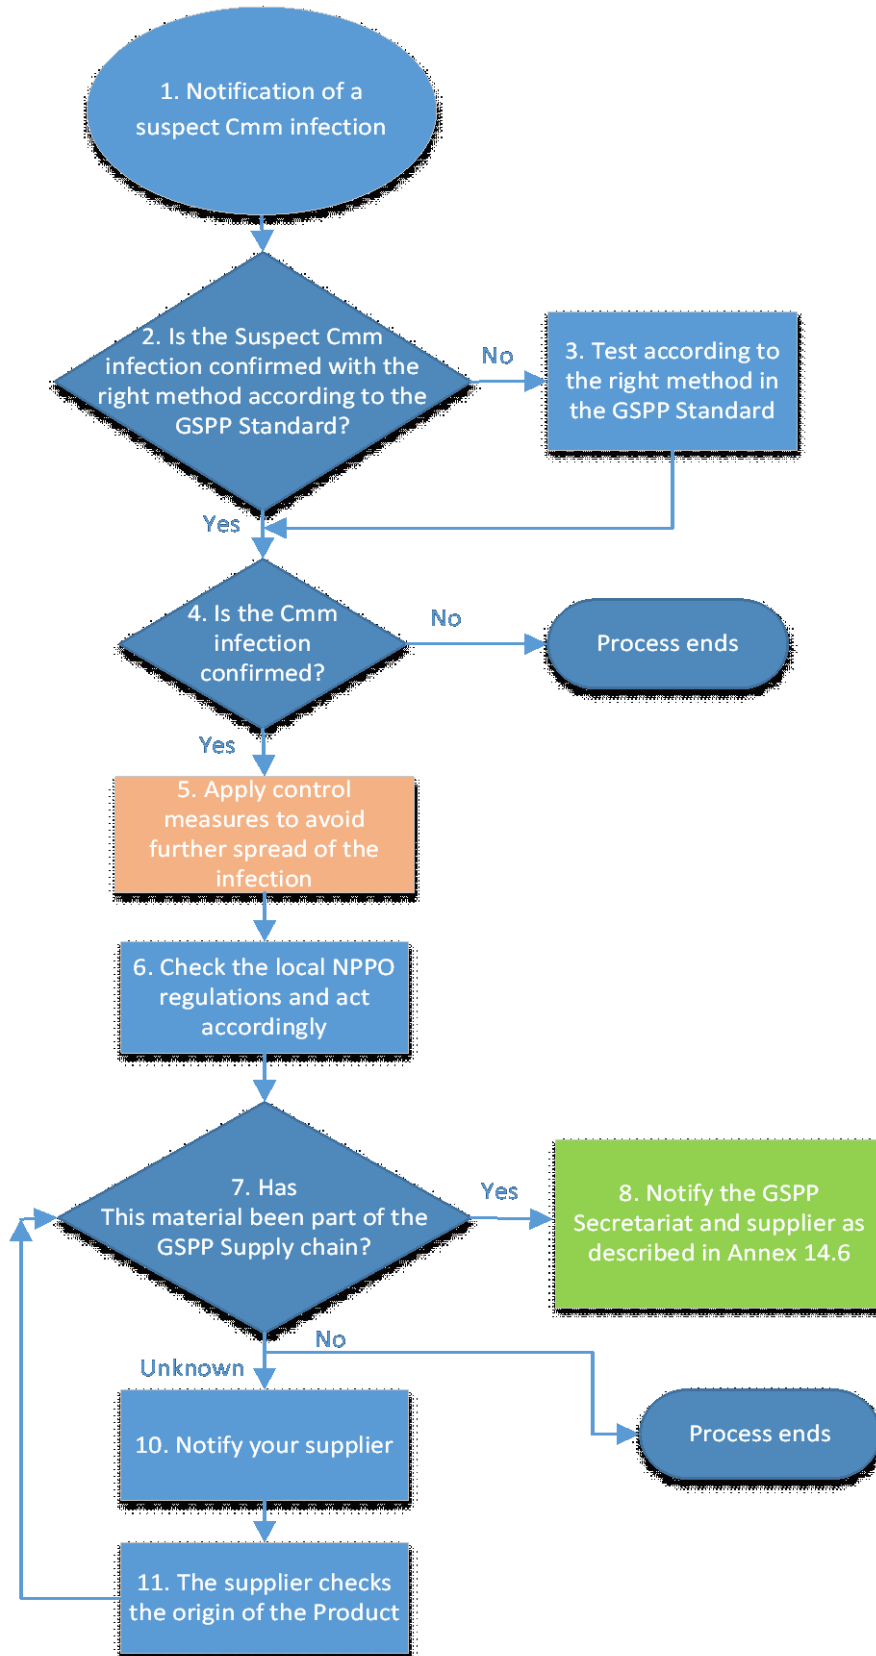 1. Notification of a
suspect Cmm infection
2. Is the Suspect Cmm
infection confirmed with the
right method according to the
GSPP Standard?
No
3. Test according to
the right method in
the GSPP Standard
Yes
4. Is the Cmm
infection
confirmed?
No
Process ends
Yes
5. Apply control
measures to avoid
further spread of the
infection
6. Check the local NPPO
regulations and act
accordingly
7. Has
This material been part of the
GSPP Supply chain?
Yes
8. Notify the GSPP
Secretariat and supplier as
described in Annex 14.6
No
Unknown
10. Notify your supplier
Process ends
11. The supplier checks
the origin of the Product